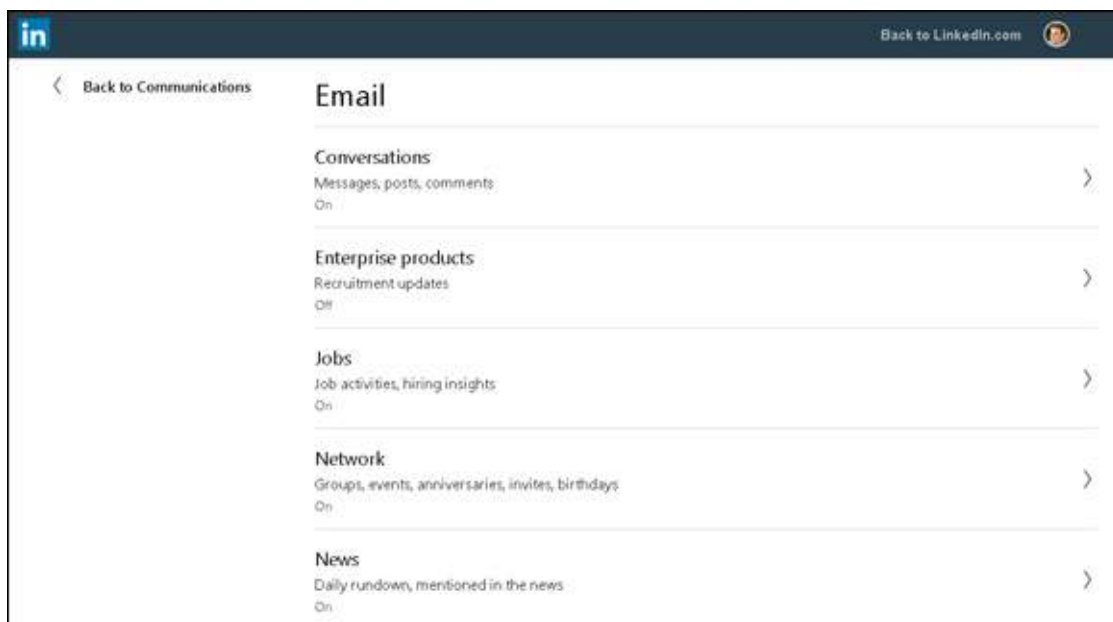 in
Back to LinkedIn.com
Back to Communications
Email
Conversations
Messages, posts, comments
On
Enterprise products
Recruitment updates
Off
Jobs
Job activities, hiring insights
On
Network
Groups, events, anniversaries, invites, birthdays
On
News
Daily rundown, mentioned in the news
On